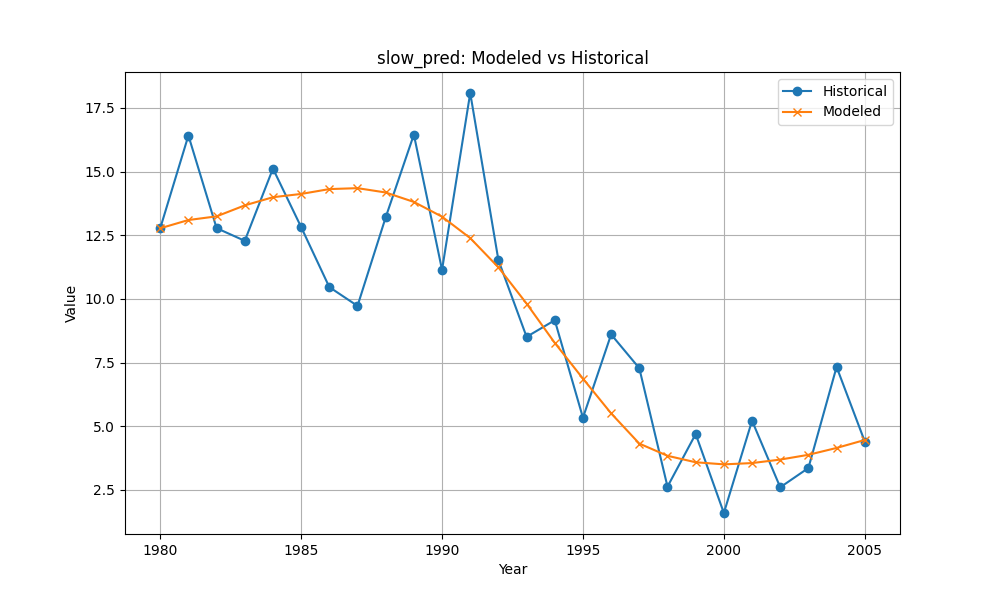 slow_pred: Modeled vs Historical
Historical
Modeled
17.5
15.0
12.5
10.0
7.5
5.0
2.5
Value
1980 1985 1990 1995 2000 2005
Year